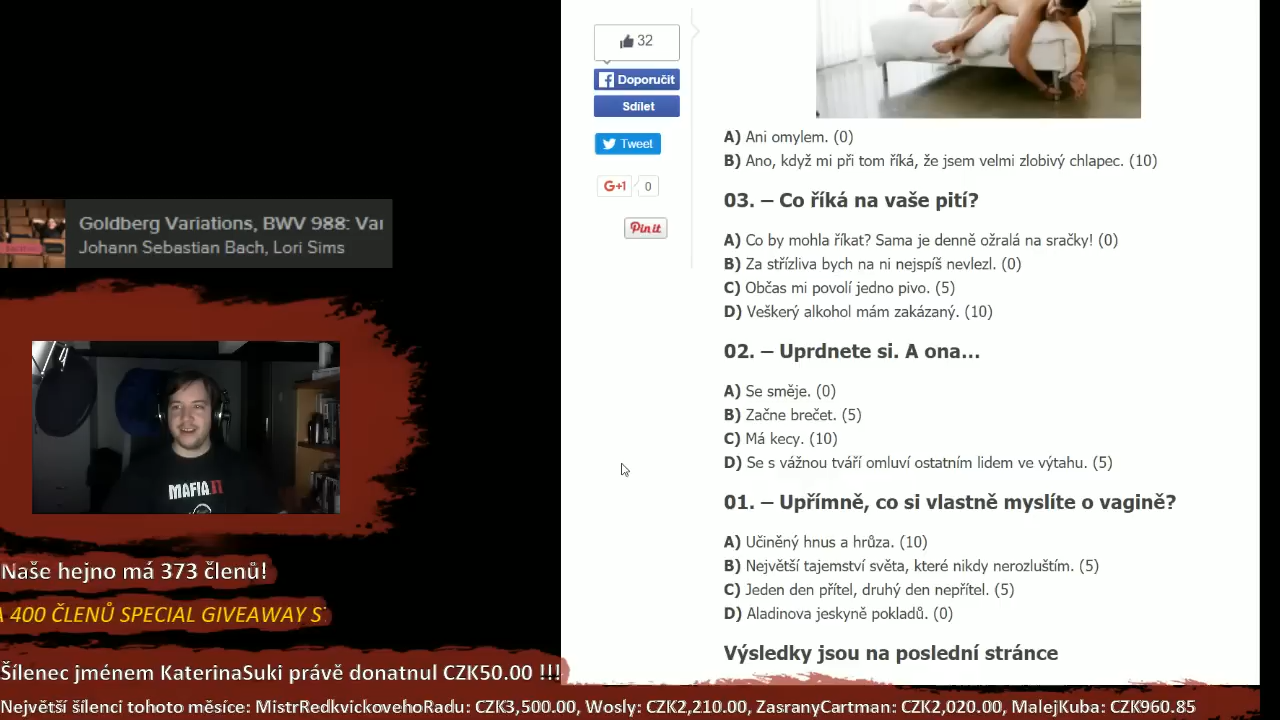 32
Doporučit
Sdílet
Tweet
G+1 0
Pin it
A) Ani omylem. (0)
B) Ano, když mi při tom říká, že jsem velmi zlobivý chlapec. (10)
03. – Co říká na vaše pití?
A) Co by mohla říkat? Sama je denně ožralá na sračky! (0)
B) Za střízliva bych na ni nejspíš nevlezl. (0)
C) Občas mi povolí jedno pivo. (5)
D) Veškerý alkohol mám zakázaný. (10)
02. – Uprdnete si. A ona...
A) Se směje. (0)
B) Začne brečet. (5)
C) Má kecy. (10)
D) Se s vážnou tváří omluví ostatním lidem ve výtahu. (5)
01. – Upřímně, co si vlastně myslíte o vagině?
A) Učiněný hnus a hrůza. (10)
B) Největší tajemství světa, které nikdy nerozluštím. (5)
C) Jeden den přítel, druhý den nepřítel. (5)
D) Aladinova jeskyně pokladů. (0)
Výsledky jsou na poslední stránce
Goldberg Variations, BWV 988: Var
Johann Sebastian Bach, Lori Sims
MAFIA II
Naše hejno má 373 členů!
A 400 ČLENŮ SPECIAL GIVEAWAY S
Šílenec jménem KaterinaSuki právě donatnul CZK50.00 !!!
Největší šílenci tohoto měsíce: MistrRedkvickovehoRadu: CZK3,500.00, Wosly: CZK2,210.00, ZasranyCartman: CZK2,020.00, MalejKuba: CZK960.85